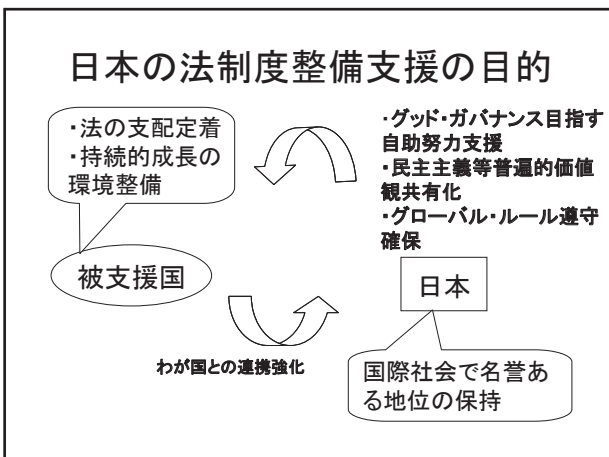 日本の法制度整備支援の目的
・法の支配定着
・持続的成長の
環境整備
・グッド・ガバナンス目指す
自助努力支援
・民主主義等普遍的価値
観共有化
・グローバル・ルール遵守
確保
被支援国
日本
わが国との連携強化
国際社会で名誉あ
る地位の保持